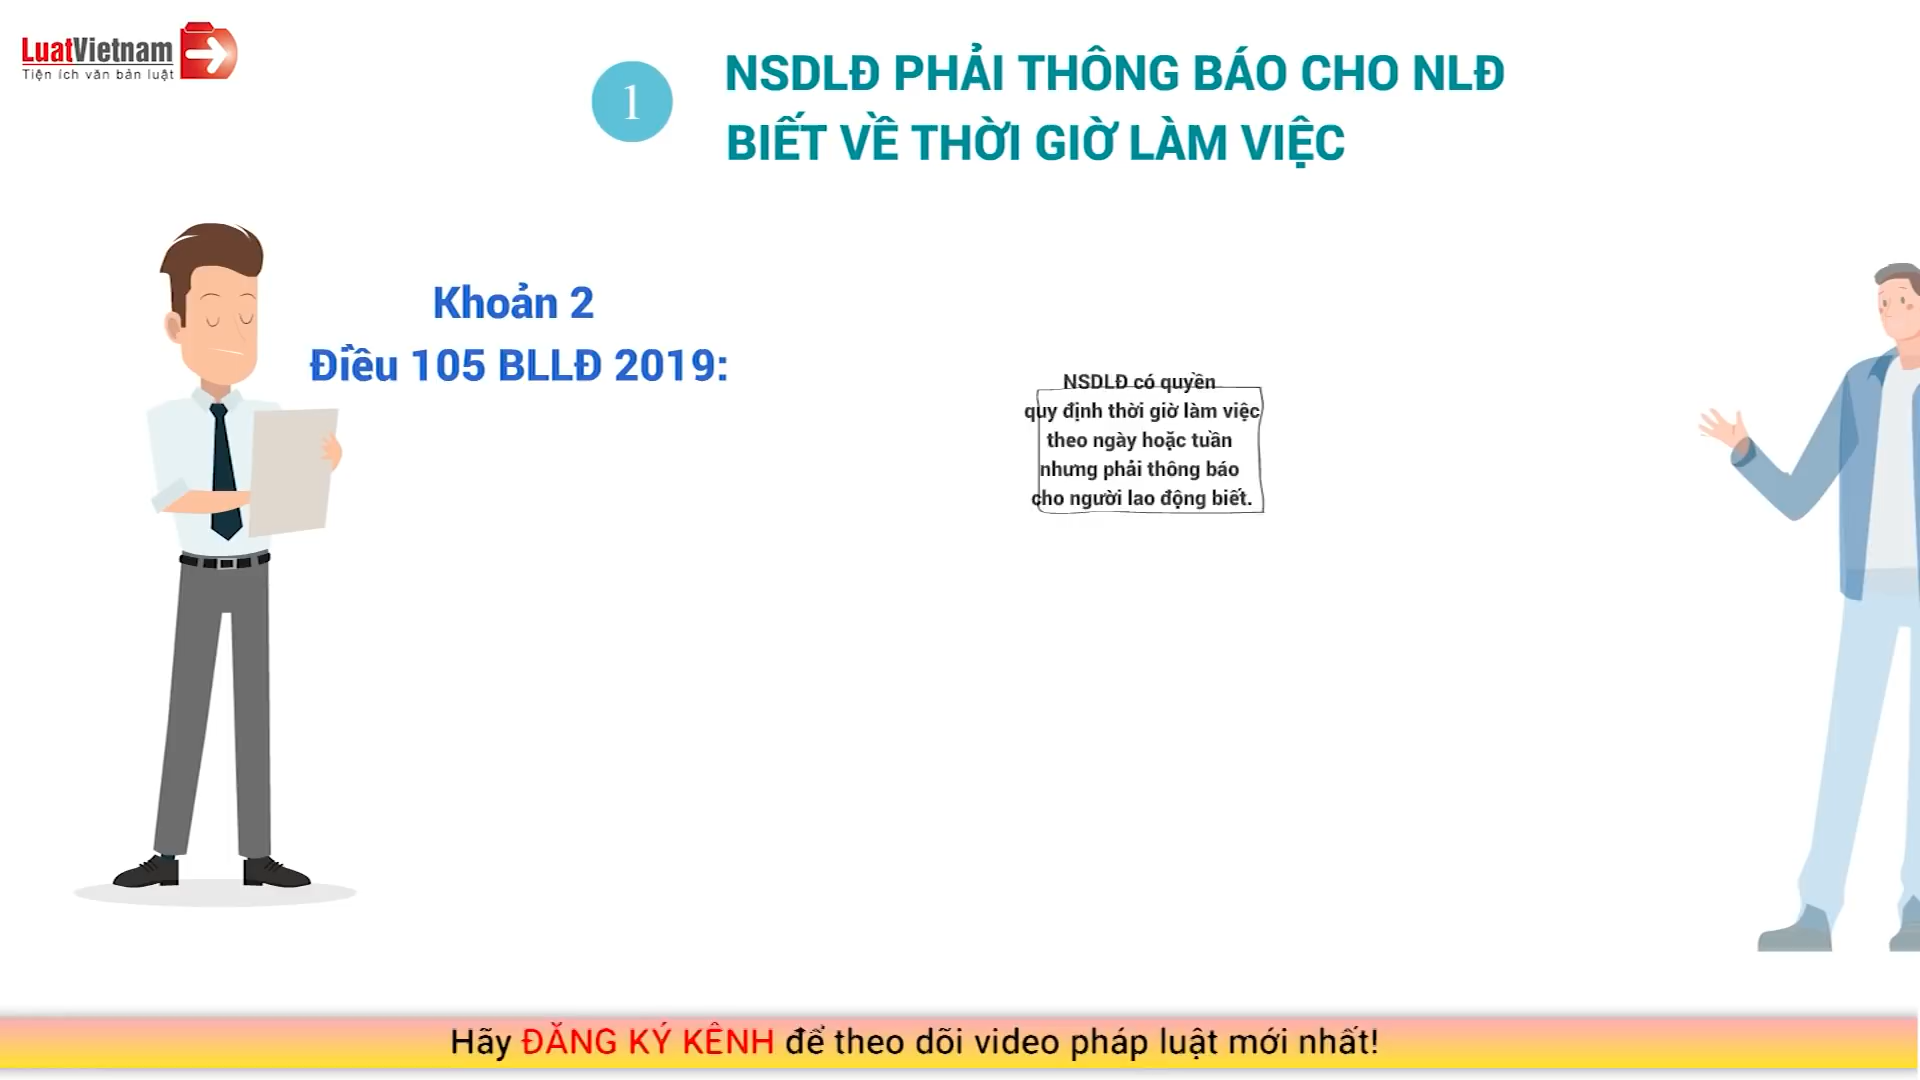 LuatVietnam
Tiện ích văn bản luật
1
NSDLĐ PHẢI THÔNG BÁO CHO NLĐ
BIẾT VỀ THỜI GIỜ LÀM VIỆC
Khoản 2
Điều 105 BLLĐ 2019:
NSDLĐ có quyền
quy định thời giờ làm việc
theo ngày hoặc tuần
nhưng phải thông báo
cho người lao động biết.
Hãy ĐĂNG KÝ KÊNH để theo dõi video pháp luật mới nhất!